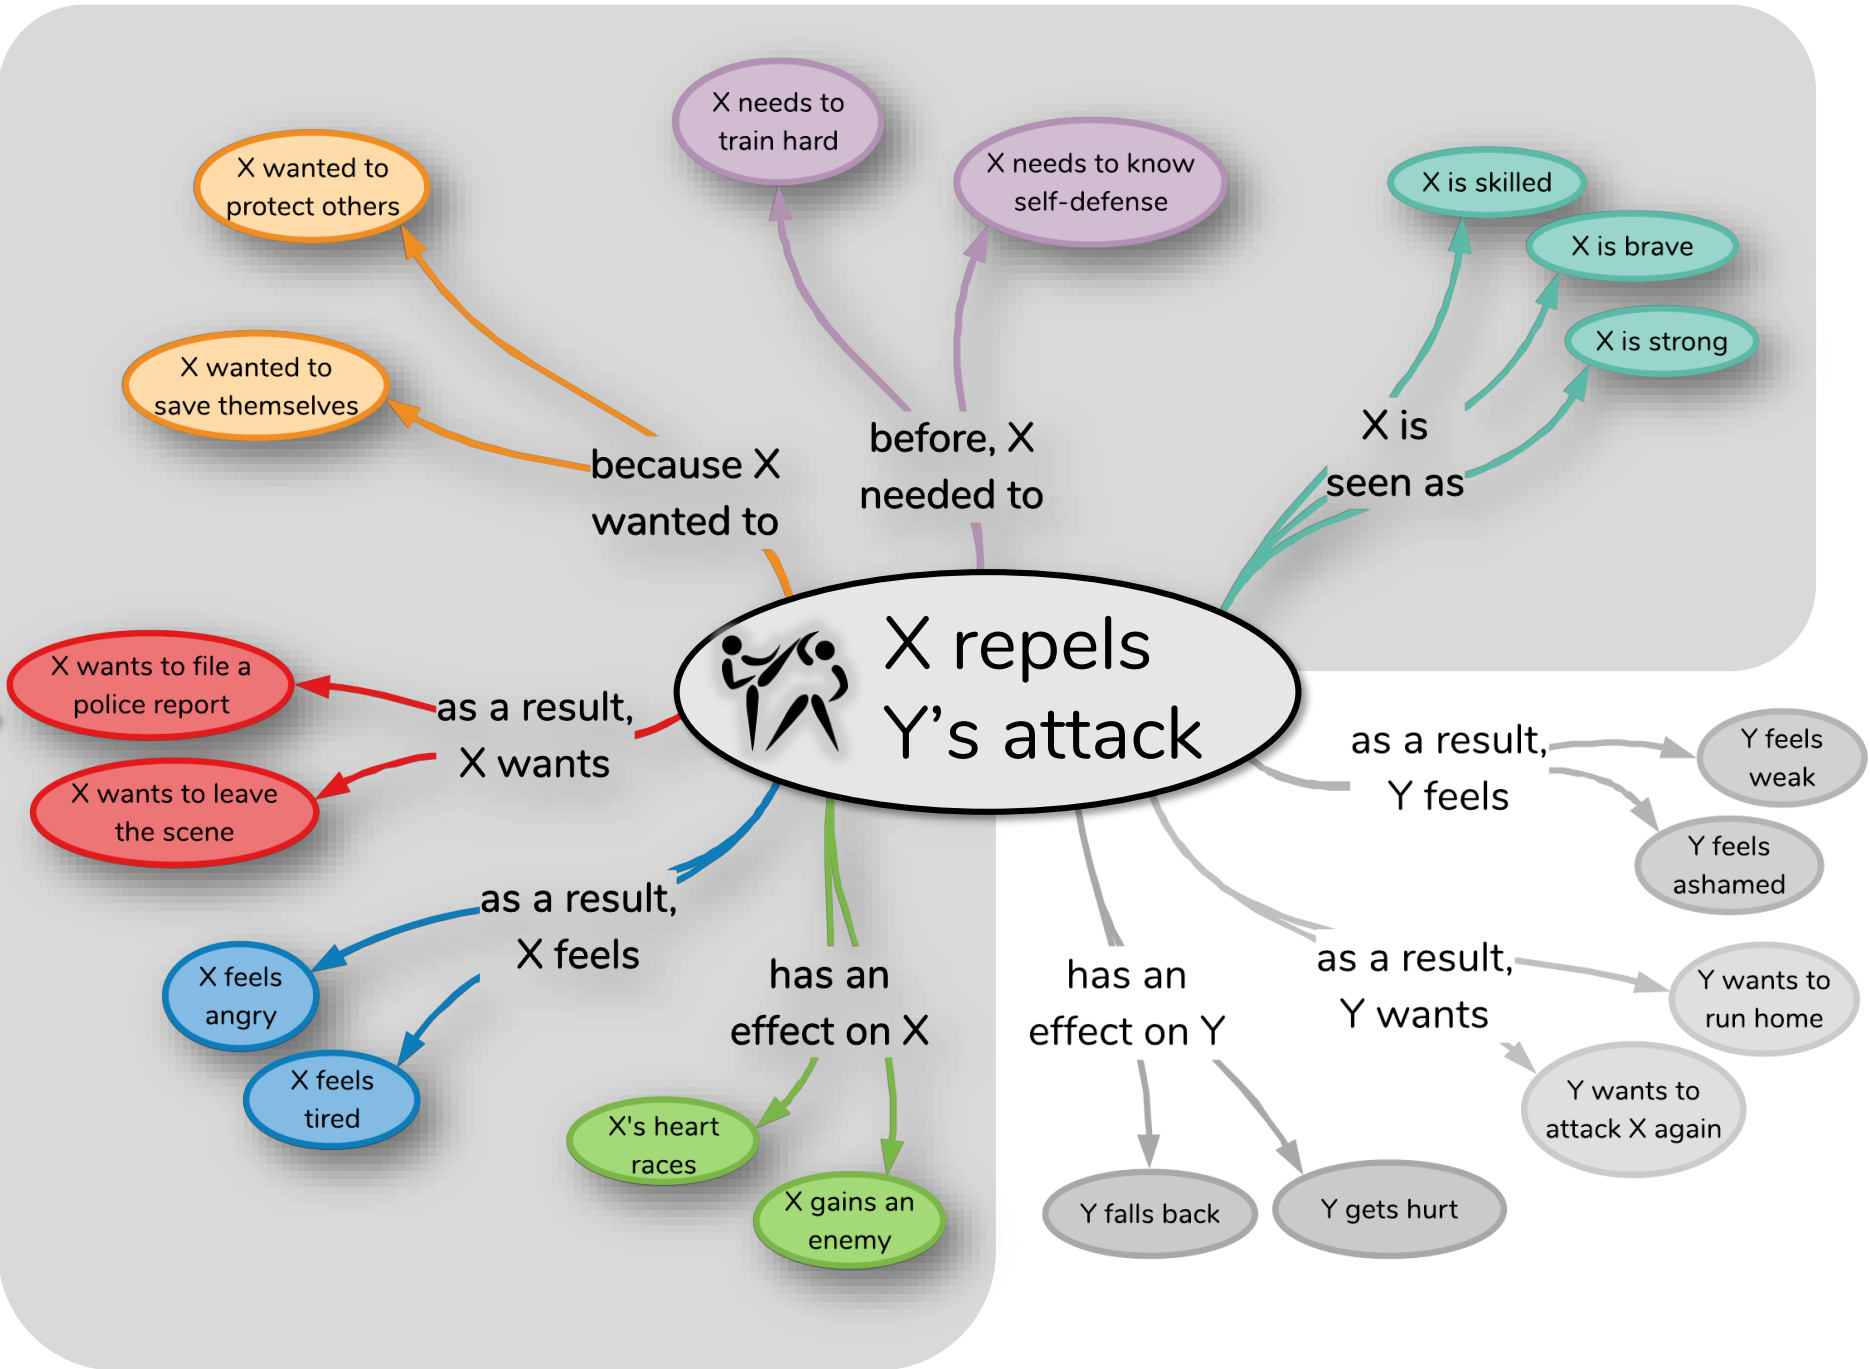 X needs to
train hard
X needs to know
self-defense
X wanted to
protect others
X wanted to
save themselves
X is skilled
X is brave
X is strong
because X
wanted to
before, X
needed to
X is
seen as
X repels
Y's attack
X wants to file a
police report
X wants to leave
the scene
as a result,
X wants
as a result,
X feels
X feels
angry
X feels
tired
has an
effect on X
X's heart
races
X gains an
enemy
has an
effect on Y
Y falls back
Y gets hurt
as a result,
Y feels
Y feels
weak
Y feels
ashamed
as a result,
Y wants
Y wants to
run home
Y wants to
attack X again